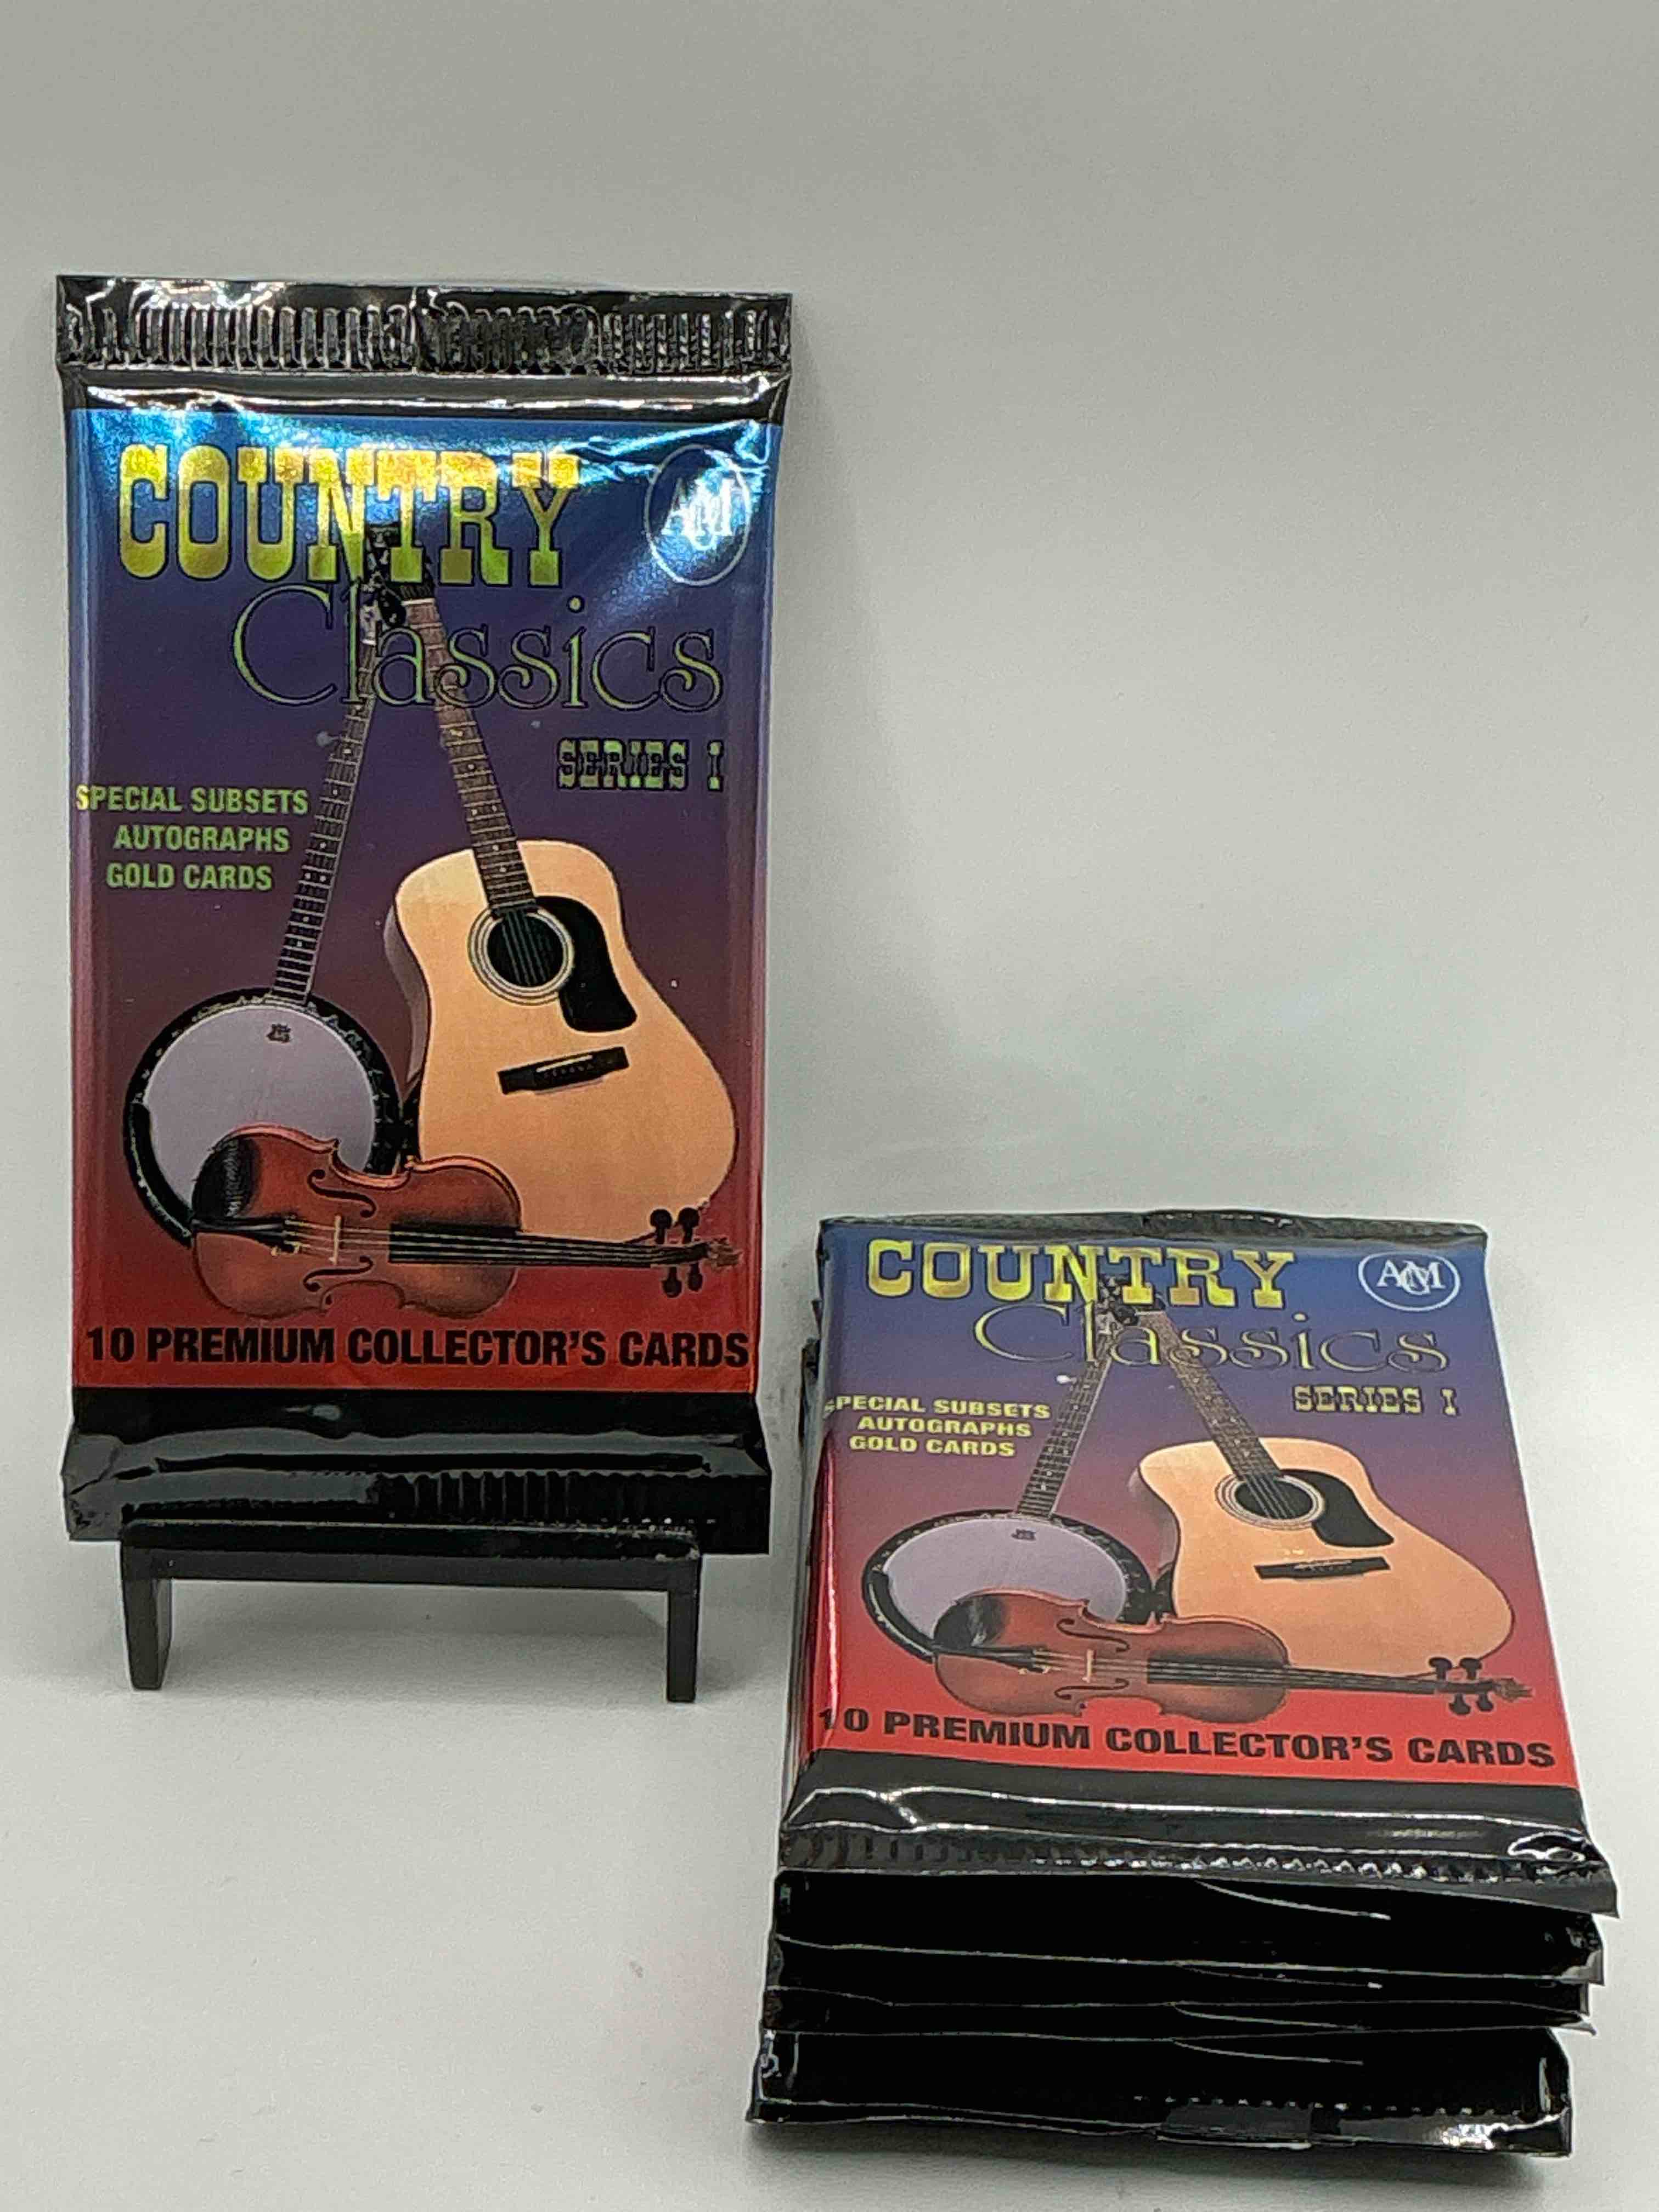 COUNTRY
ACM
Classics
SERIES I
SPECIAL SUBSETS
AUTOGRAPHS
GOLD CARDS
10 PREMIUM COLLECTOR'S CARDS
COUNTRY
ACM
Classics
SERIES I
SPECIAL SUBSETS
AUTOGRAPHS
GOLD CARDS
10 PREMIUM COLLECTOR'S CARDS